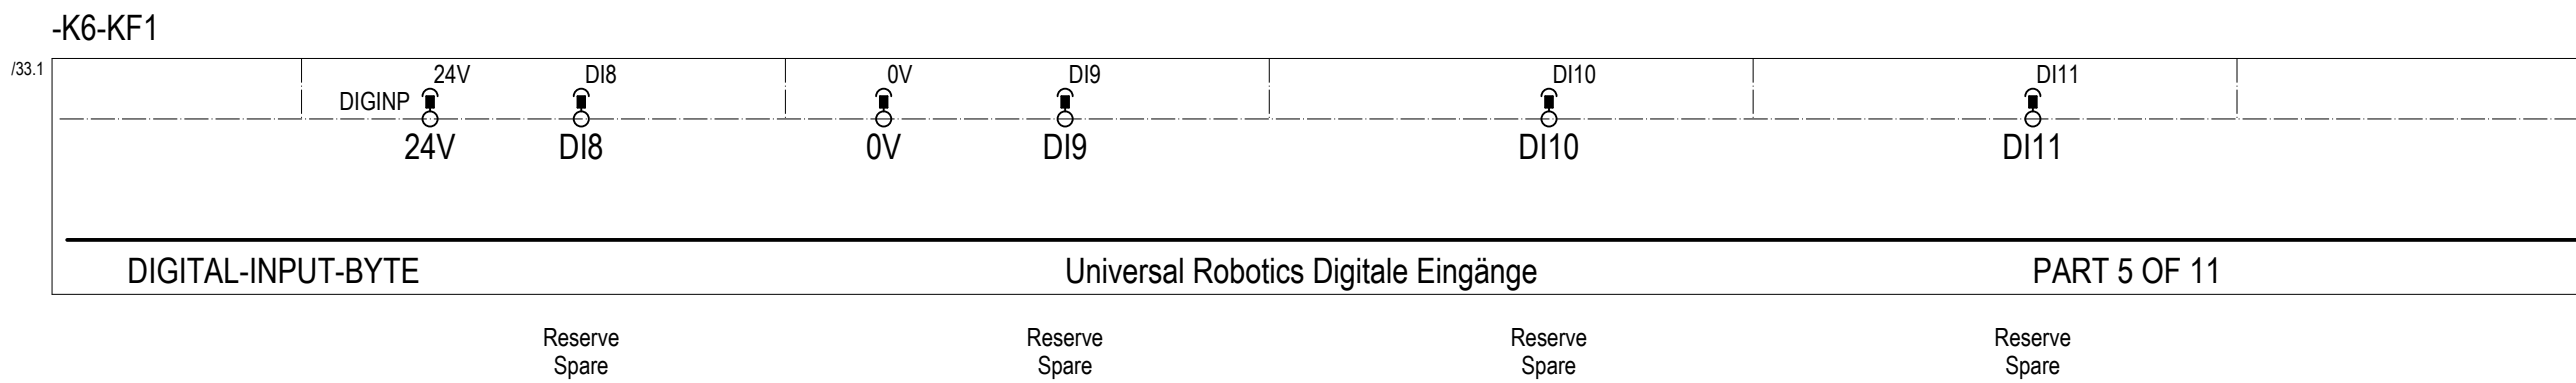 -K6-KF1
/33.1
24V DI8 0V DI9 DI10 DI11
DIGINP
24V DI8 0V DI9 DI10 DI11
DIGITAL-INPUT-BYTE Universal Robotics Digitale Eingänge PART 5 OF 11
Reserve Reserve Reserve Reserve
Spare Spare Spare Spare